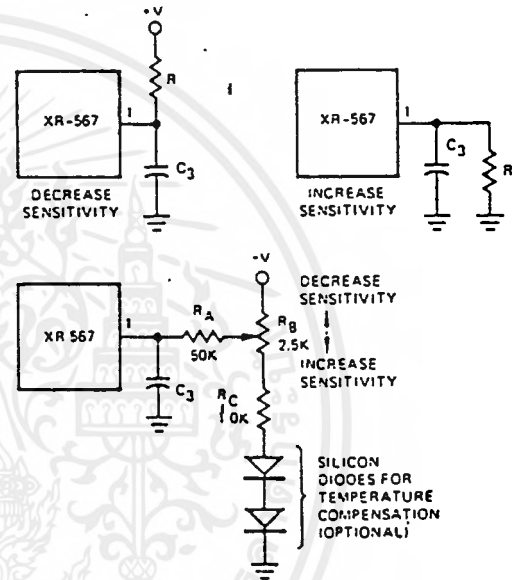 +V
R
XR-567
1
C3
DECREASE
SENSITIVITY
XR-567
1
C3
R
INCREASE
SENSITIVITY
-V
DECREASE
SENSITIVITY
INCREASE
SENSITIVITY
XR 567
1
RA
50K
RB
2.5K
C3
RC
0K
SILICON
DIODES FOR
TEMPERATURE
COMPENSATION
(OPTIONAL)